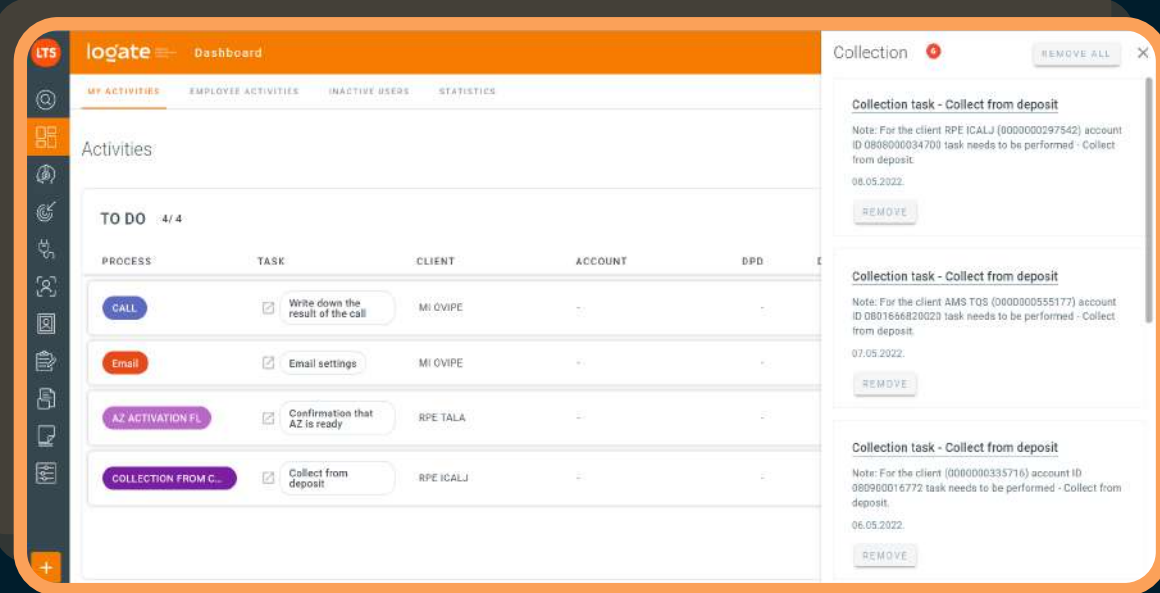 LTS
logate
Dashboard
MY ACTIVITIES EMPLOYEE ACTIVITIES INACTIVE USERS STATISTICS
Activities
TO DO 4/4
PROCESS TASK CLIENT ACCOUNT DPD
CALL
Write down the
result of the call
MI OVIPE - -
Email
Email settings
MI OVIPE - -
AZ ACTIVATION FL
Confirmation that
AZ is ready
RPE TALA - -
COLLECTION FROM C...
Collect from
deposit
RPE ICALJ - -
+
Collection 6 REMOVE ALL
Collection task - Collect from deposit
Note: For the client RPE ICALJ (0000000297542) account
ID 0808000034700 task needs to be performed - Collect
from deposit.
08.05.2022.
REMOVE
Collection task - Collect from deposit
Note: For the client AMS TQS (0000000555177) account
ID 0801666820020 task needs to be performed - Collect
from deposit.
07.05.2022.
REMOVE
Collection task - Collect from deposit
Note: For the client (0000000335716) account ID
080900016772 task needs to be performed - Collect from
deposit.
06.05.2022.
REMOVE